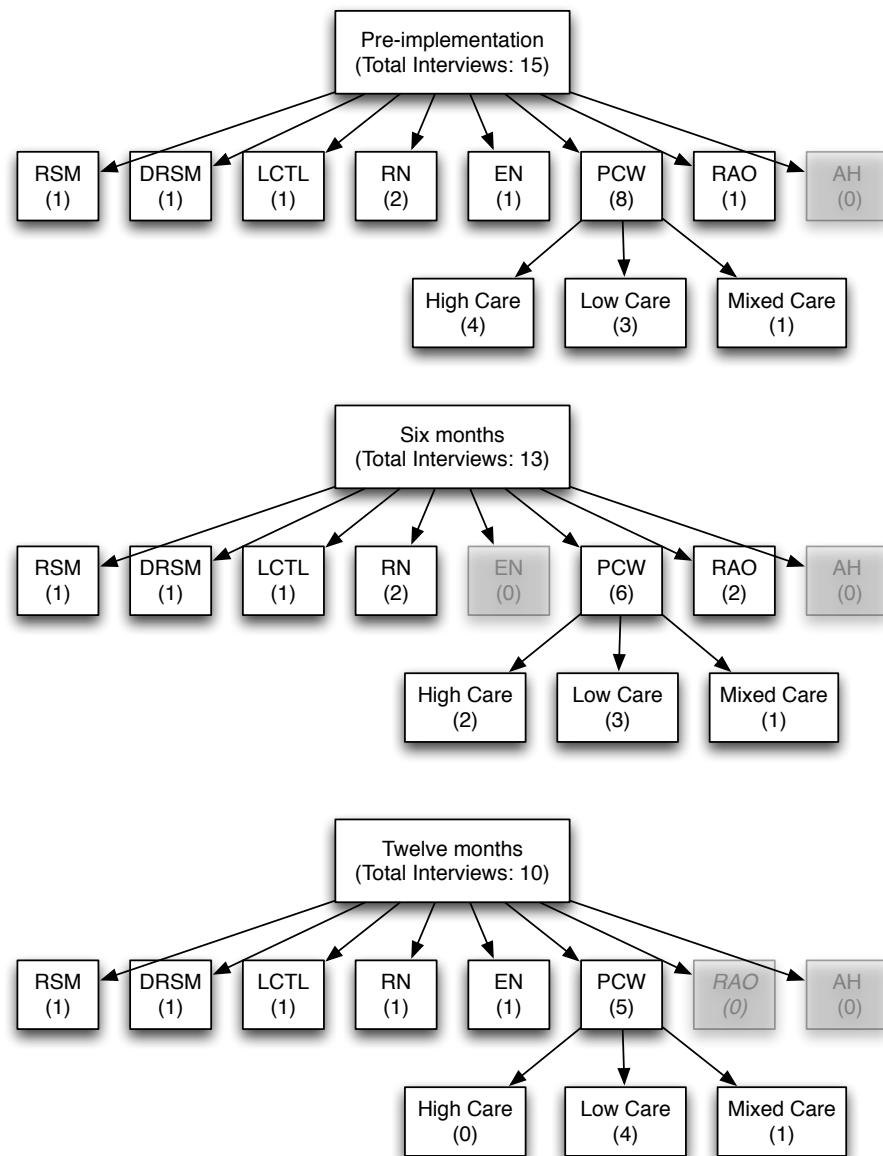 Pre-implementation
(Total Interviews: 15)
RSM
(1)
DRSM
(1)
LCTL
(1)
RN
(2)
EN
(1)
PCW
(8)
RAO
(1)
AH
(0)
High Care
(4)
Low Care
(3)
Mixed Care
(1)
Six months
(Total Interviews: 13)
RSM
(1)
DRSM
(1)
LCTL
(1)
RN
(2)
EN
(0)
PCW
(6)
RAO
(2)
AH
(0)
High Care
(2)
Low Care
(3)
Mixed Care
(1)
Twelve months
(Total Interviews: 10)
RSM
(1)
DRSM
(1)
LCTL
(1)
RN
(1)
EN
(1)
PCW
(5)
RAO
(0)
AH
(0)
High Care
(0)
Low Care
(4)
Mixed Care
(1)